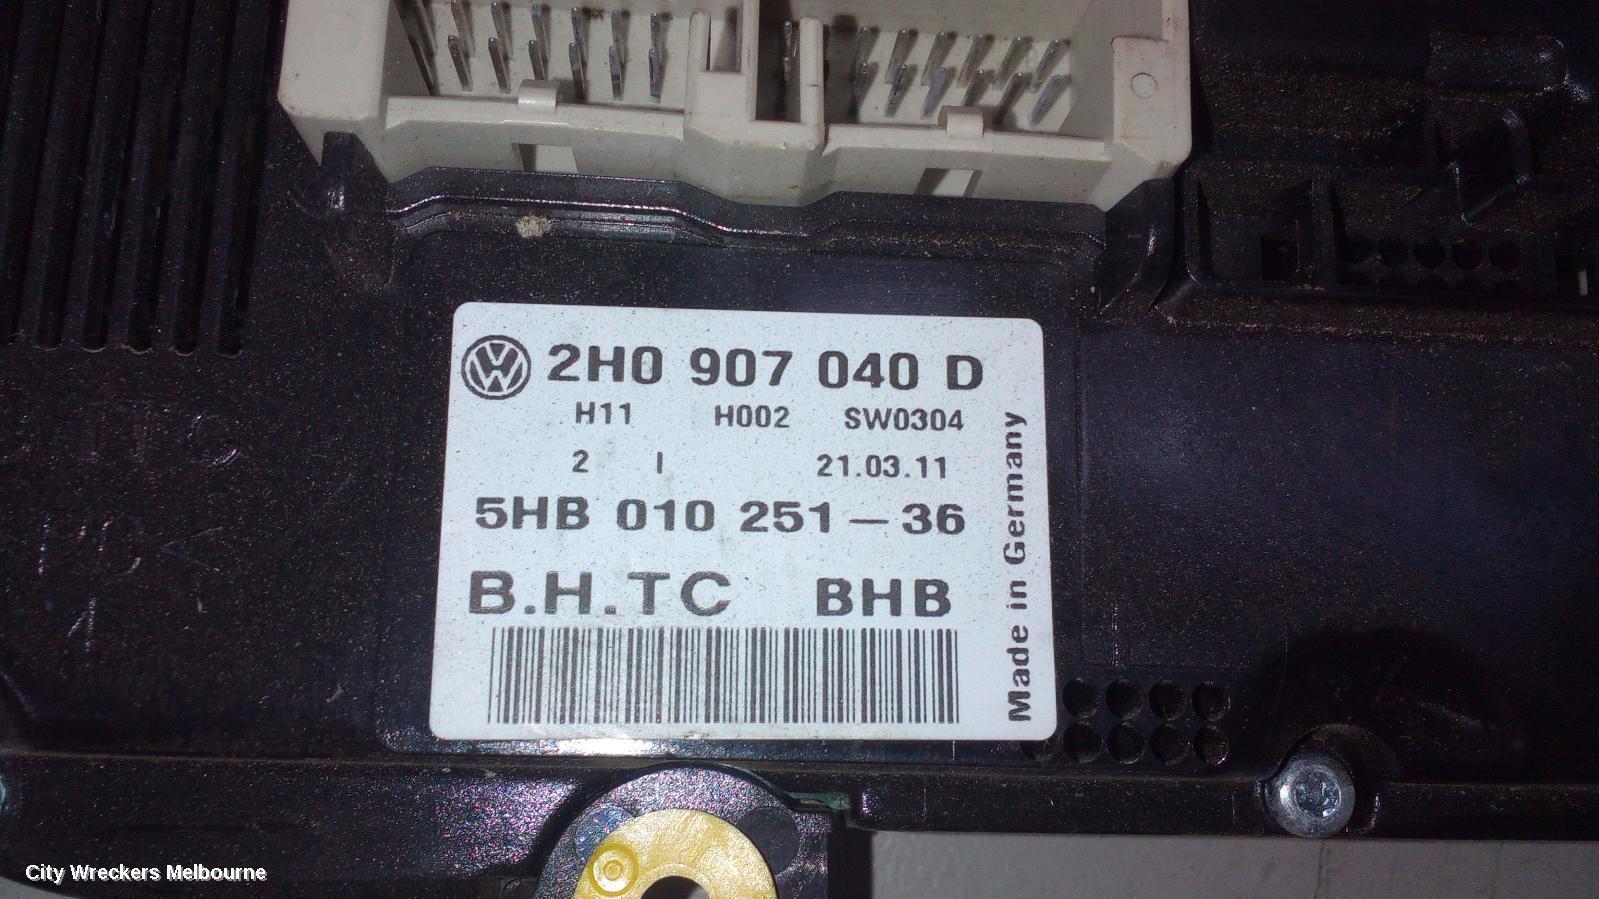 2H0 907 040 D
H11 H002 SW0304
2 I 21.03.11
5HB 010 251-36
B.H.TC BHB
Made in Germany
City Wreckers Melbourne